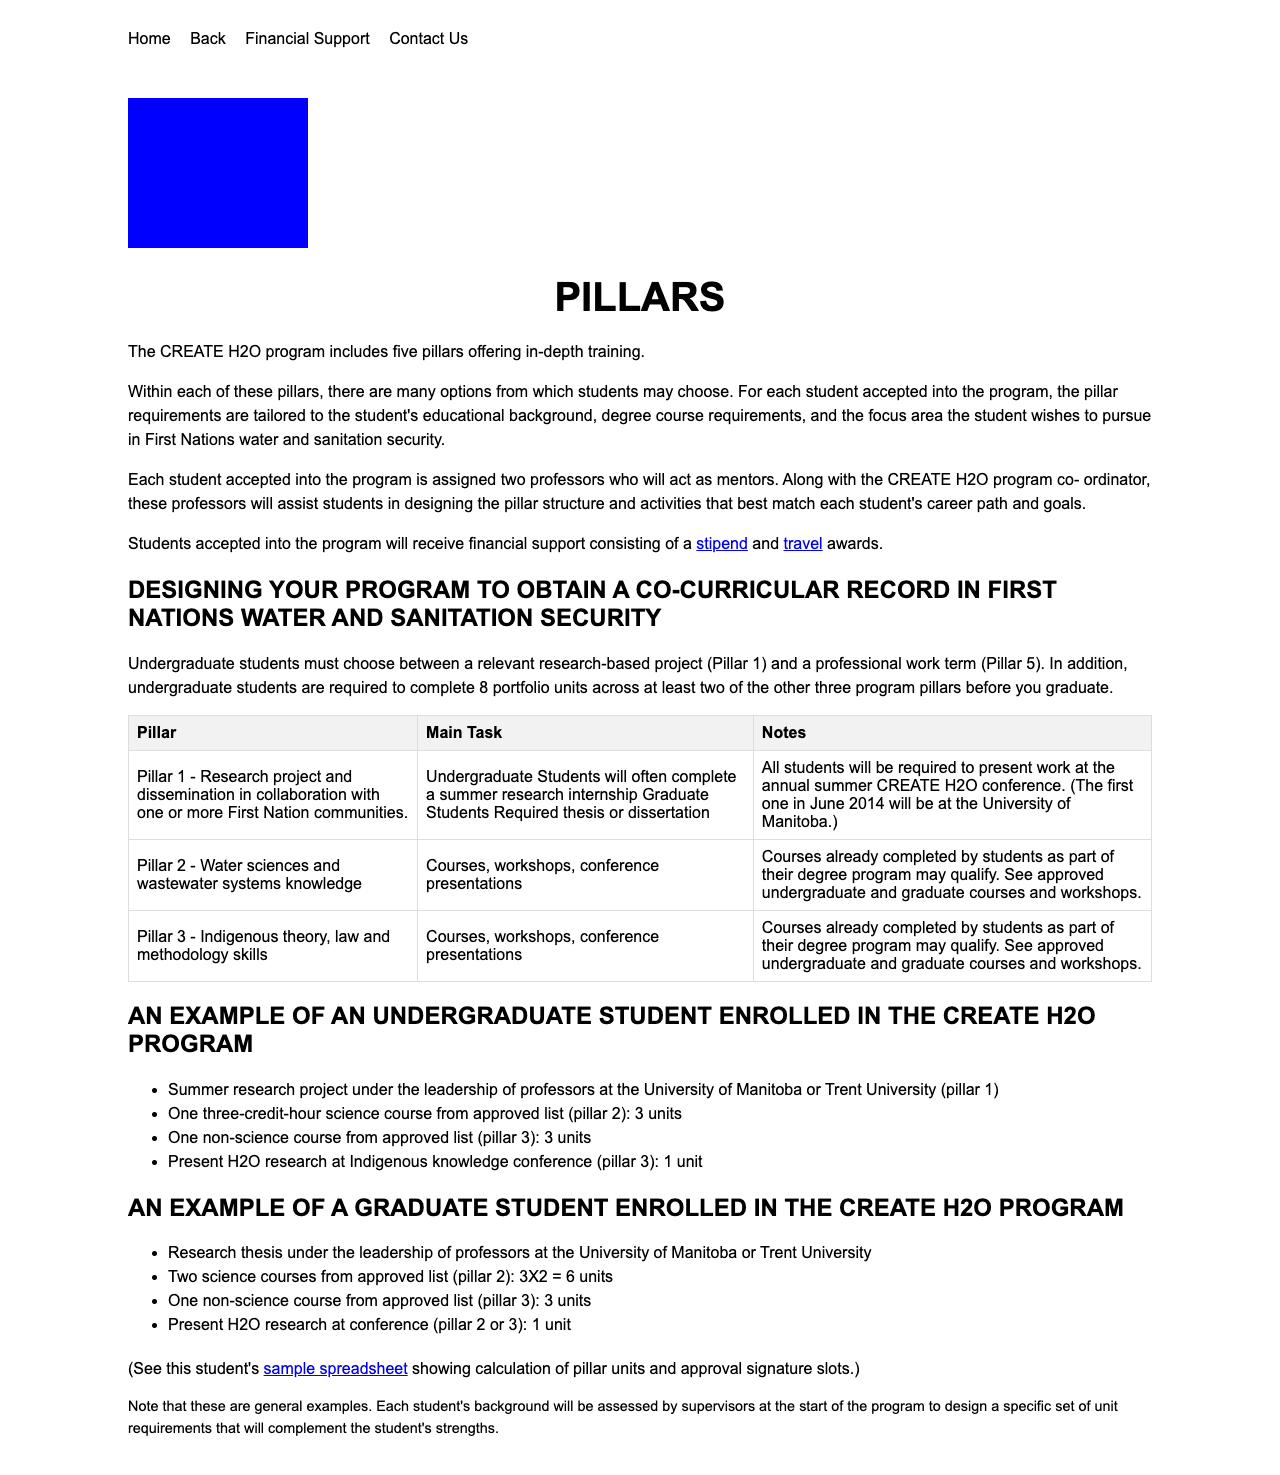 Home Back Financial Support Contact Us
PILLARS
The CREATE H2O program includes five pillars offering in-depth training.
Within each of these pillars, there are many options from which students may choose. For each student accepted into the program, the pillar
requirements are tailored to the student's educational background, degree course requirements, and the focus area the student wishes to pursue
in First Nations water and sanitation security.
Each student accepted into the program is assigned two professors who will act as mentors. Along with the CREATE H2O program co- ordinator,
these professors will assist students in designing the pillar structure and activities that best match each student's career path and goals.
Students accepted into the program will receive financial support consisting of a stipend and travel awards.
DESIGNING YOUR PROGRAM TO OBTAIN A CO-CURRICULAR RECORD IN FIRST
NATIONS WATER AND SANITATION SECURITY
Undergraduate students must choose between a relevant research-based project (Pillar 1) and a professional work term (Pillar 5). In addition,
undergraduate students are required to complete 8 portfolio units across at least two of the other three program pillars before you graduate.
Pillar Main Task Notes
Pillar 1 - Research project and
dissemination in collaboration with
one or more First Nation communities.
Undergraduate Students will often complete
a summer research internship Graduate
Students Required thesis or dissertation
All students will be required to present work at the
annual summer CREATE H2O conference. (The first
one in June 2014 will be at the University of
Manitoba.)
Pillar 2 - Water sciences and
wastewater systems knowledge
Courses, workshops, conference
presentations
Courses already completed by students as part of
their degree program may qualify. See approved
undergraduate and graduate courses and workshops.
Pillar 3 - Indigenous theory, law and
methodology skills
Courses, workshops, conference
presentations
Courses already completed by students as part of
their degree program may qualify. See approved
undergraduate and graduate courses and workshops.
AN EXAMPLE OF AN UNDERGRADUATE STUDENT ENROLLED IN THE CREATE H2O
PROGRAM
• Summer research project under the leadership of professors at the University of Manitoba or Trent University (pillar 1)
• One three-credit-hour science course from approved list (pillar 2): 3 units
• One non-science course from approved list (pillar 3): 3 units
• Present H2O research at Indigenous knowledge conference (pillar 3): 1 unit
AN EXAMPLE OF A GRADUATE STUDENT ENROLLED IN THE CREATE H2O PROGRAM
• Research thesis under the leadership of professors at the University of Manitoba or Trent University
• Two science courses from approved list (pillar 2): 3X2 = 6 units
• One non-science course from approved list (pillar 3): 3 units
• Present H2O research at conference (pillar 2 or 3): 1 unit
(See this student's sample spreadsheet showing calculation of pillar units and approval signature slots.)
Note that these are general examples. Each student's background will be assessed by supervisors at the start of the program to design a specific set of unit
requirements that will complement the student's strengths.